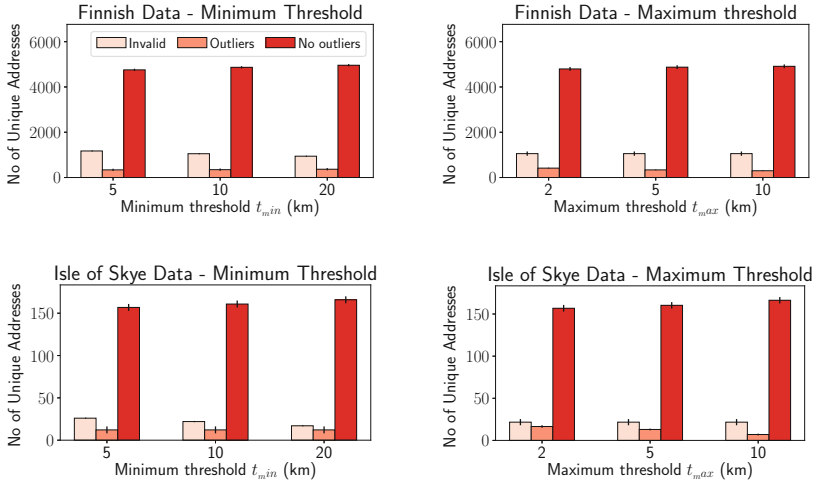 Finnish Data - Minimum Threshold
No of Unique Addresses
6000
4000
2000
0
Invalid Outliers No outliers
5 10 20
Minimum threshold t_min (km)
Finnish Data - Maximum threshold
No of Unique Addresses
6000
4000
2000
0
2 5 10
Maximum threshold t_max (km)
Isle of Skye Data - Minimum Threshold
No of Unique Addresses
150
100
50
0
5 10 20
Minimum threshold t_min (km)
Isle of Skye Data - Maximum Threshold
No of Unique Addresses
150
100
50
0
2 5 10
Maximum threshold t_max (km)